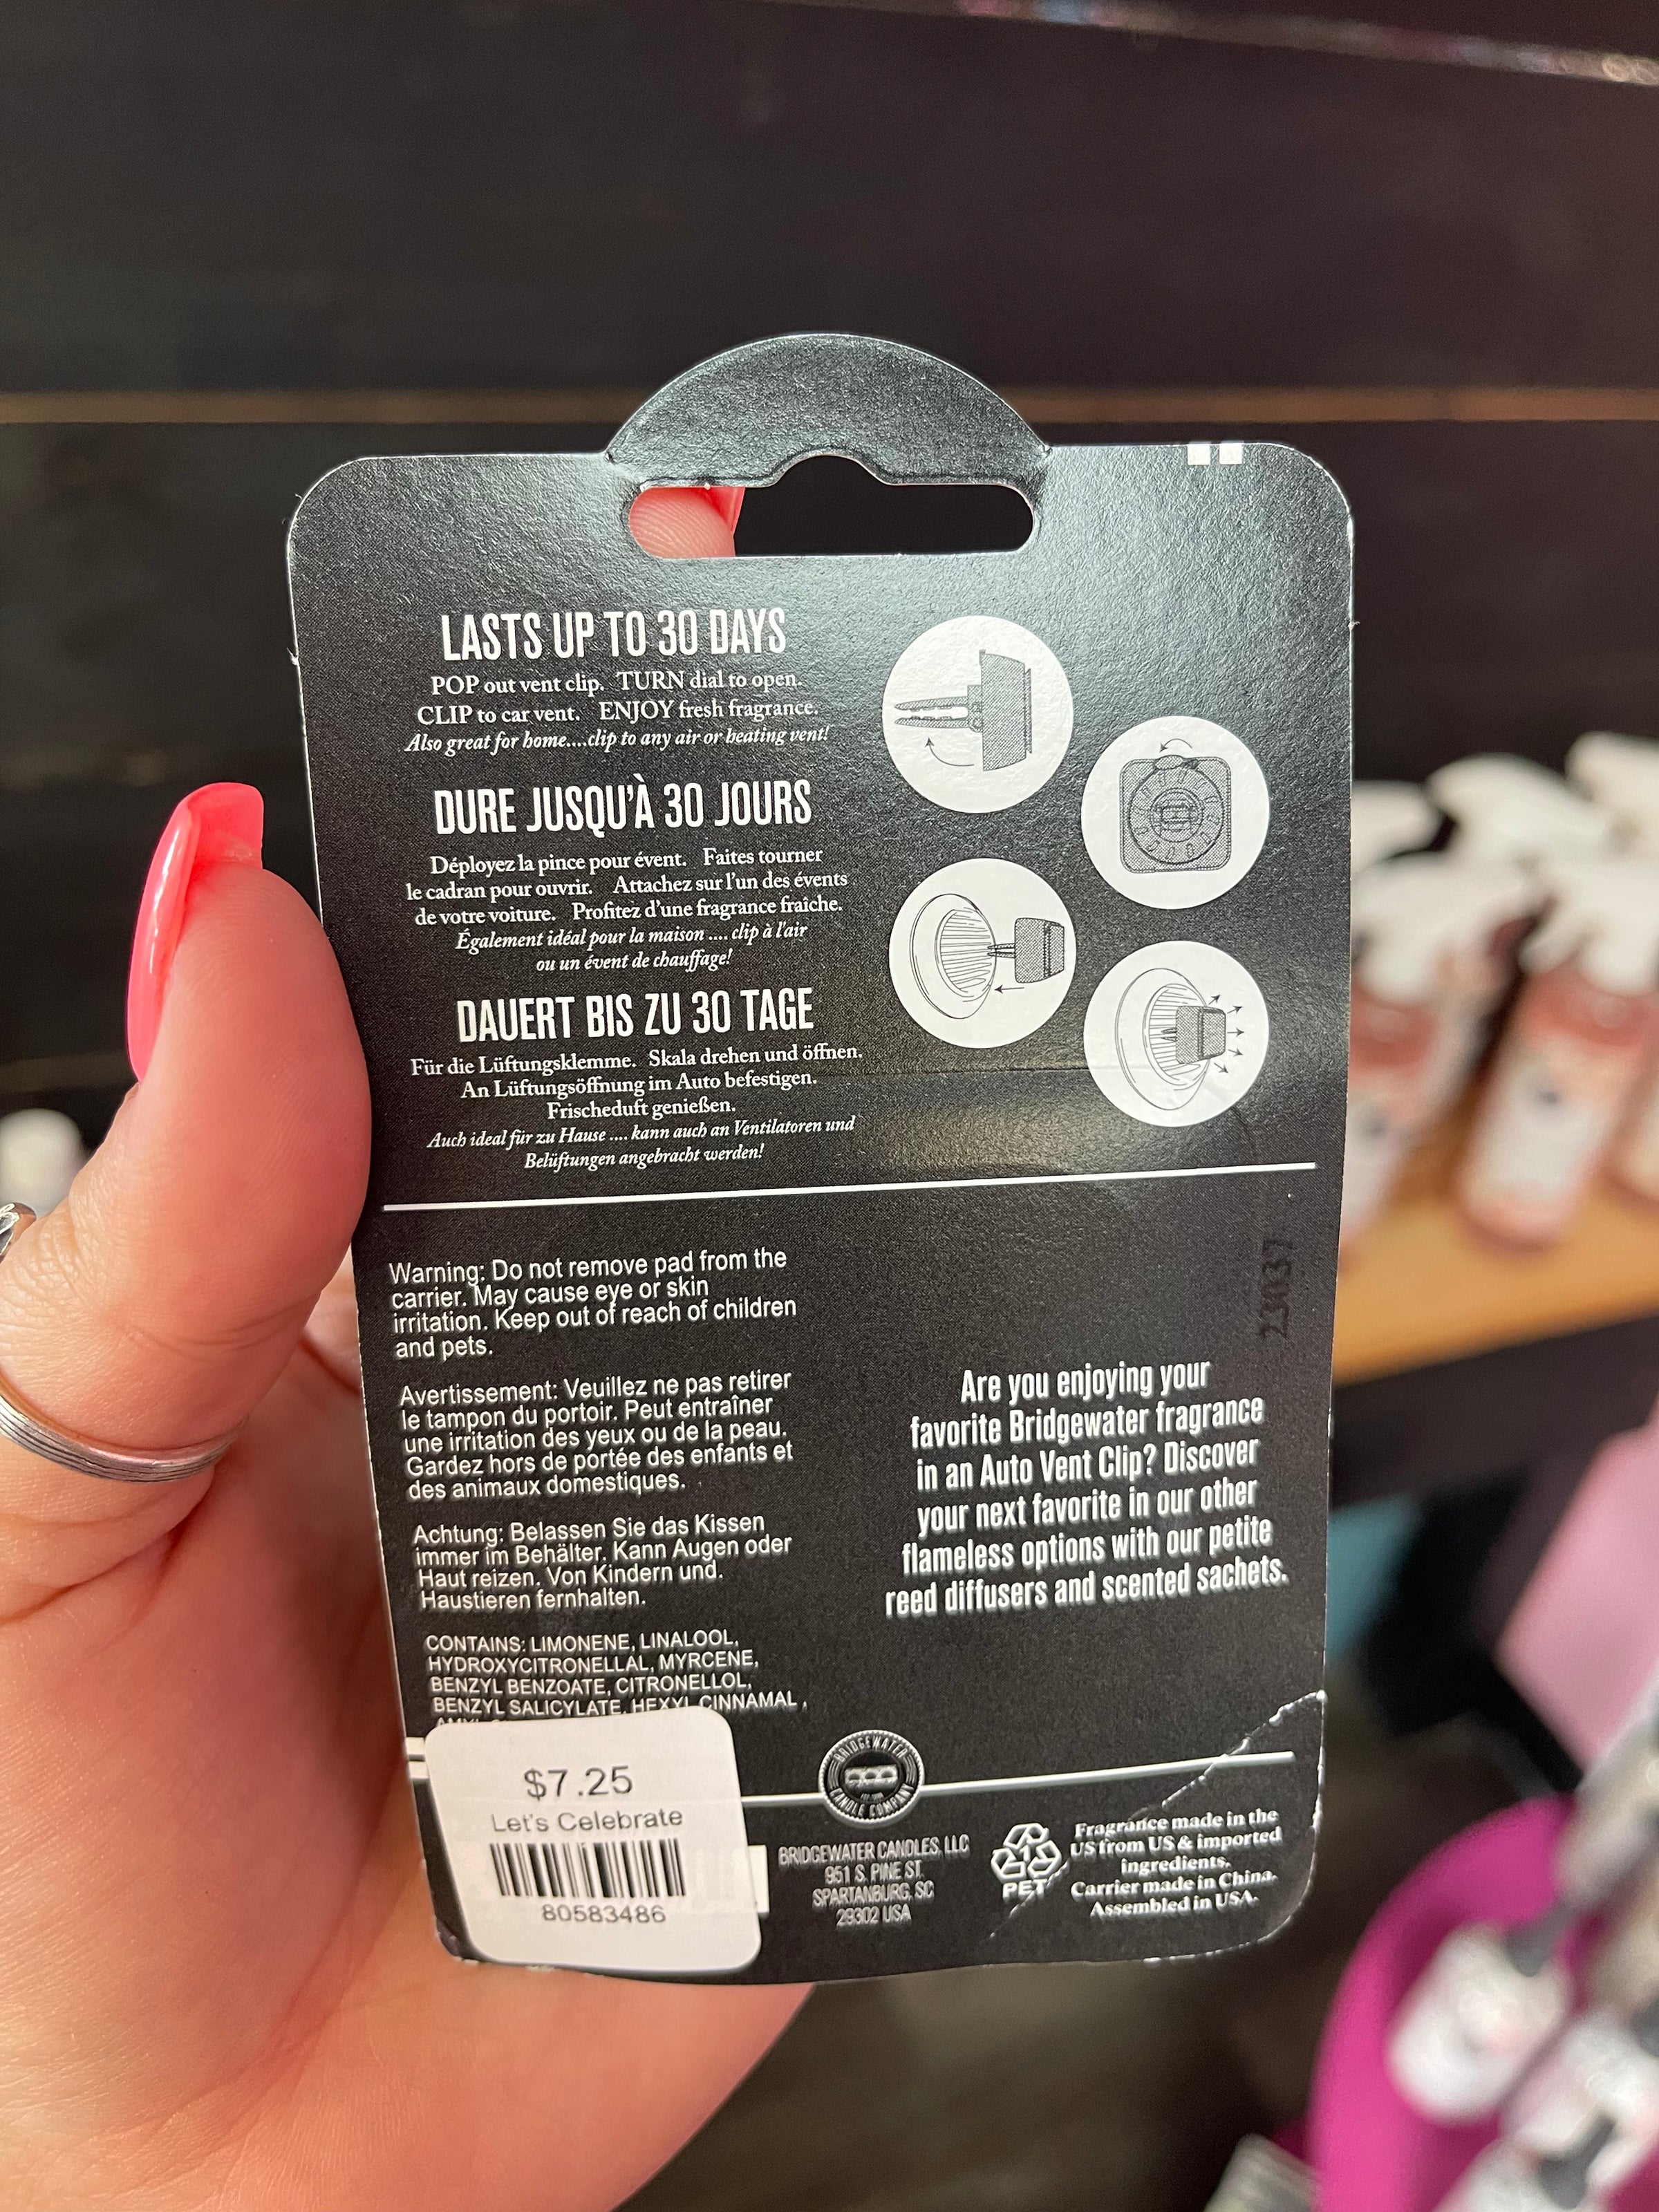 LASTS UP TO 30 DAYS
POP out vent clip. TURN dial to open.
CLIP to car vent. ENJOY fresh fragrance.
Also great for home....clip to any air or heating vent!
DURE JUSQU'À 30 JOURS
Déployez la pince pour évent. Faites tourner
le cadran pour ouvrir. Attachez sur l'un des évents
de votre voiture. Profitez d'une fragrance fraîche.
Également idéal pour la maison .... clip à l'air
ou un évent de chauffage!
DAUERT BIS ZU 30 TAGE
Für die Lüftungsklemme. Skala drehen und öffnen.
An Lüftungsöffnung im Auto befestigen.
Frischeduft genießen.
Auch ideal für zu Hause .... kann auch an Ventilatoren und
Belüftungen angebracht werden!
Warning: Do not remove pad from the
carrier. May cause eye or skin
irritation. Keep out of reach of children
and pets.
Avertissement: Veuillez ne pas retirer
le tampon du portoir. Peut entraîner
une irritation des yeux ou de la peau.
Gardez hors de portée des enfants et
des animaux domestiques.
Achtung: Belassen Sie das Kissen
immer im Behälter. Kann Augen oder
Haut reizen. Von Kindern und.
Haustieren fernhalten.
CONTAINS: LIMONENE, LINALOOL,
HYDROXYCITRONELLAL, MYRCENE,
BENZYL BENZOATE, CITRONELLOL,
BENZYL SALICYLATE, HEXYL CINNAMAL ,
23037
Are you enjoying your
favorite Bridgewater fragrance
in an Auto Vent Clip? Discover
your next favorite in our other
flameless options with our petite
reed diffusers and scented sachets.
$7.25
Let's Celebrate
80583486
BRIDGEWATER
CANDLE COMPANY
BRIDGEWATER CANDLES, LLC
951 S. PINE ST.
SPARTANBURG, SC
29302 USA
1
PET
Fragrance made in the
US from US & imported
ingredients.
Carrier made in China.
Assembled in USA.